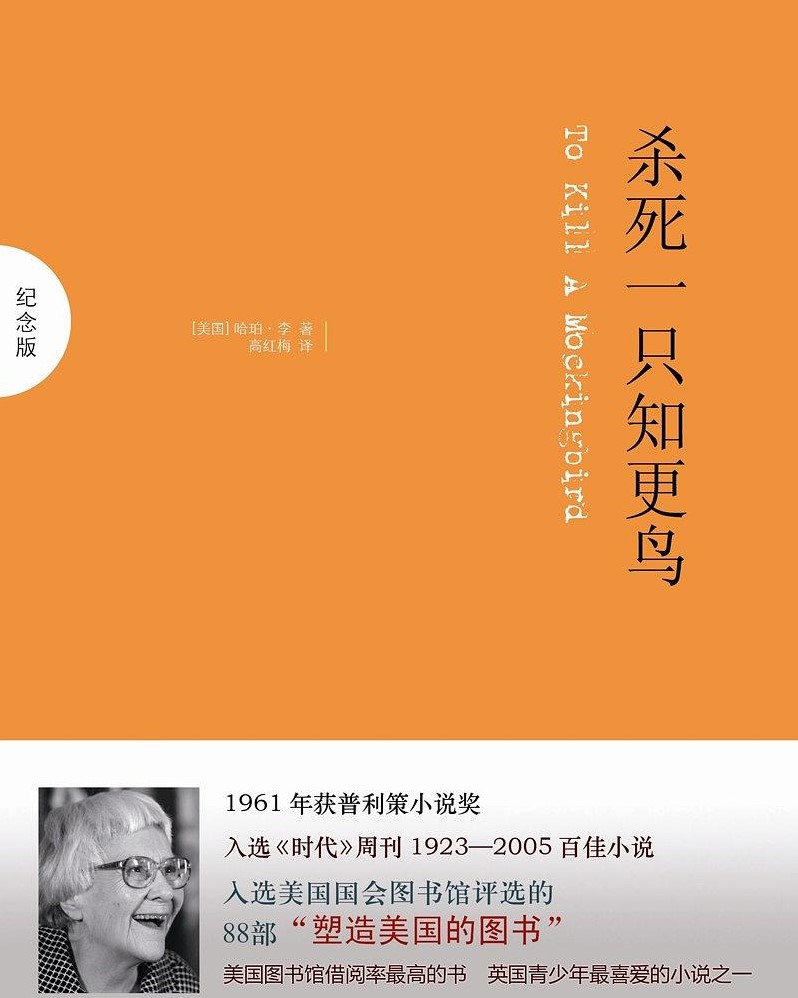 杀死一只知更鸟
To Kill A Mockingbird
[美国] 哈珀·李 著
高红梅 译
纪念版
1961 年获普利策小说奖
入选《时代》周刊 1923—2005 百佳小说
入选美国国会图书馆评选的
88部“塑造美国的图书”
美国图书馆借阅率最高的书 英国青少年最喜爱的小说之一